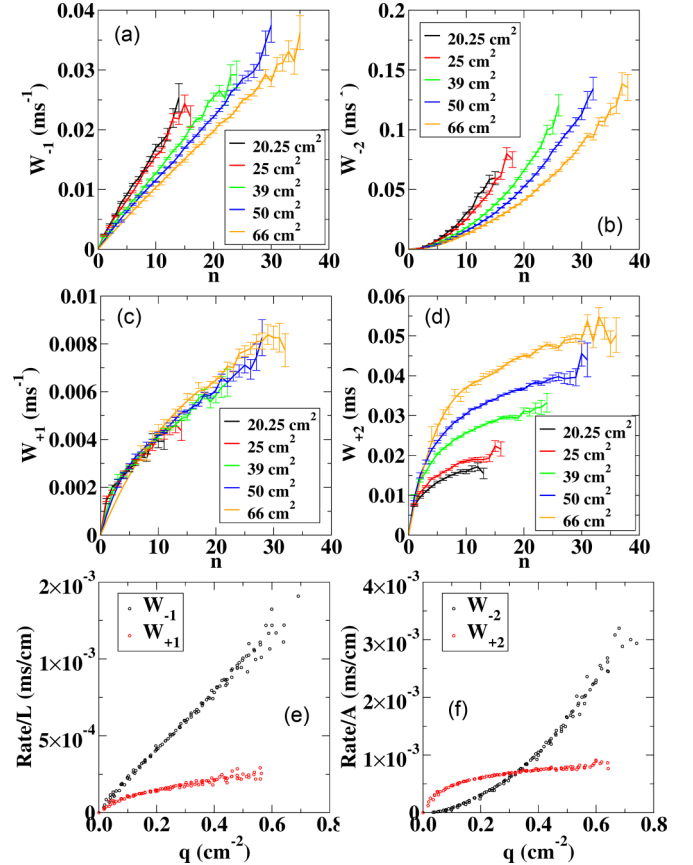 (a)
W-1 (ms-1)
0.04
0.03
0.02
0.01
0
0 10 20 30 40
n
20.25 cm2
25 cm2
39 cm2
50 cm2
66 cm2
(b)
W-2 (ms-
0.20
0.15
0.10
0.05
0.00
0 10 20 30 40
n
20.25 cm2
25 cm2
39 cm2
50 cm2
66 cm2
(c)
W+1 (ms-1)
0.01
0.008
0.006
0.004
0.002
0
0 10 20 30 40
n
20.25 cm2
25 cm2
39 cm2
50 cm2
66 cm2
(d)
W+2 (ms-1)
0.06
0.05
0.04
0.03
0.02
0.01
0
0 10 20 30 40
n
20.25 cm2
25 cm2
39 cm2
50 cm2
66 cm2
(e)
Rate/L (ms/cm)
2×10-3
1×10-3
5×10-4
0
0.0 0.2 0.4 0.6 0.8
q (cm-2)
W-1
W+1
(f)
Rate/A (ms/cm)
4×10-3
3×10-3
2×10-3
1×10-3
0
0.0 0.2 0.4 0.6 0.8
q (cm-2)
W-2
W+2